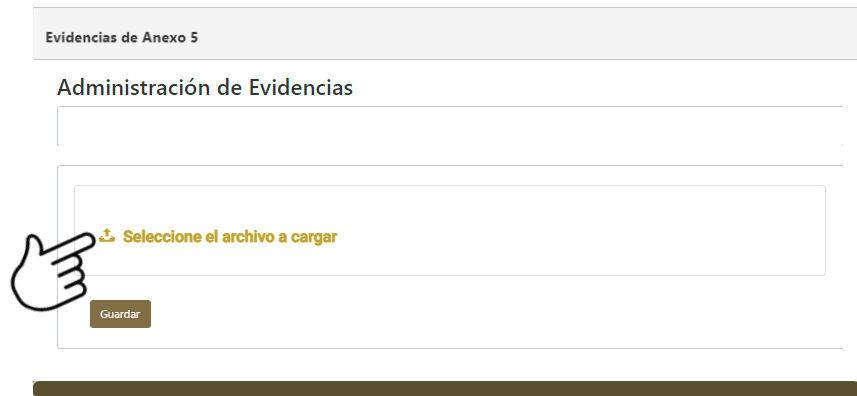 Evidencias de Anexo 5
Administración de Evidencias
Seleccione el archivo a cargar
Guardar